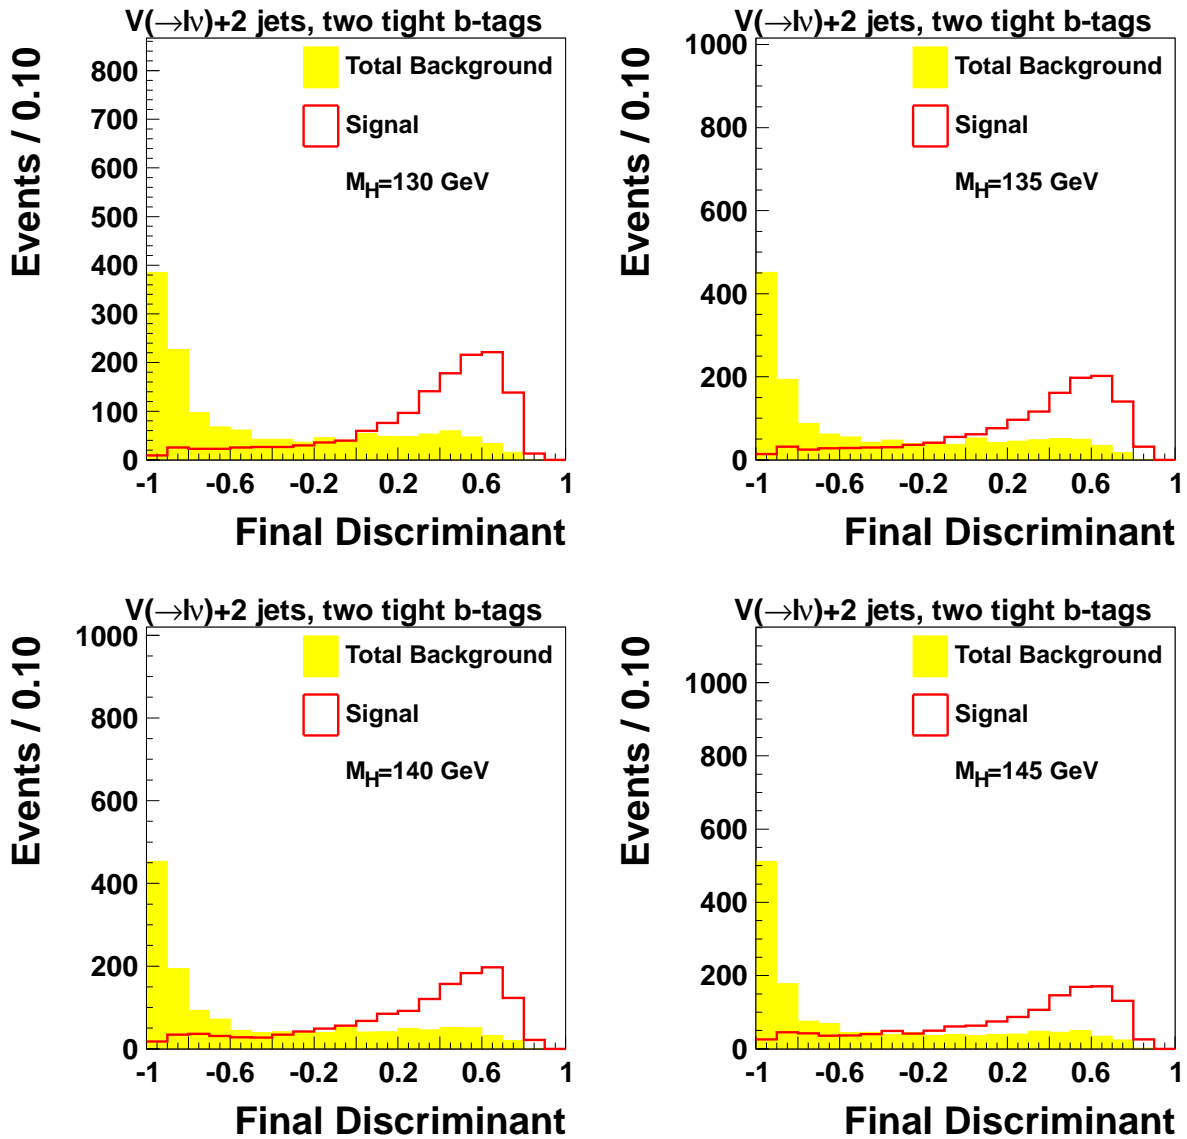 V(→lν)+2 jets, two tight b-tags
Events / 0.10
800
700
600
500
400
300
200
100
0
Total Background
Signal
M_H=130 GeV
-1 -0.6 -0.2 0.2 0.6 1
Final Discriminant
V(→lν)+2 jets, two tight b-tags
Events / 0.10
1000
800
600
400
200
0
Total Background
Signal
M_H=135 GeV
-1 -0.6 -0.2 0.2 0.6 1
Final Discriminant
V(→lν)+2 jets, two tight b-tags
Events / 0.10
1000
800
600
400
200
0
Total Background
Signal
M_H=140 GeV
-1 -0.6 -0.2 0.2 0.6 1
Final Discriminant
V(→lν)+2 jets, two tight b-tags
Events / 0.10
1000
800
600
400
200
0
Total Background
Signal
M_H=145 GeV
-1 -0.6 -0.2 0.2 0.6 1
Final Discriminant